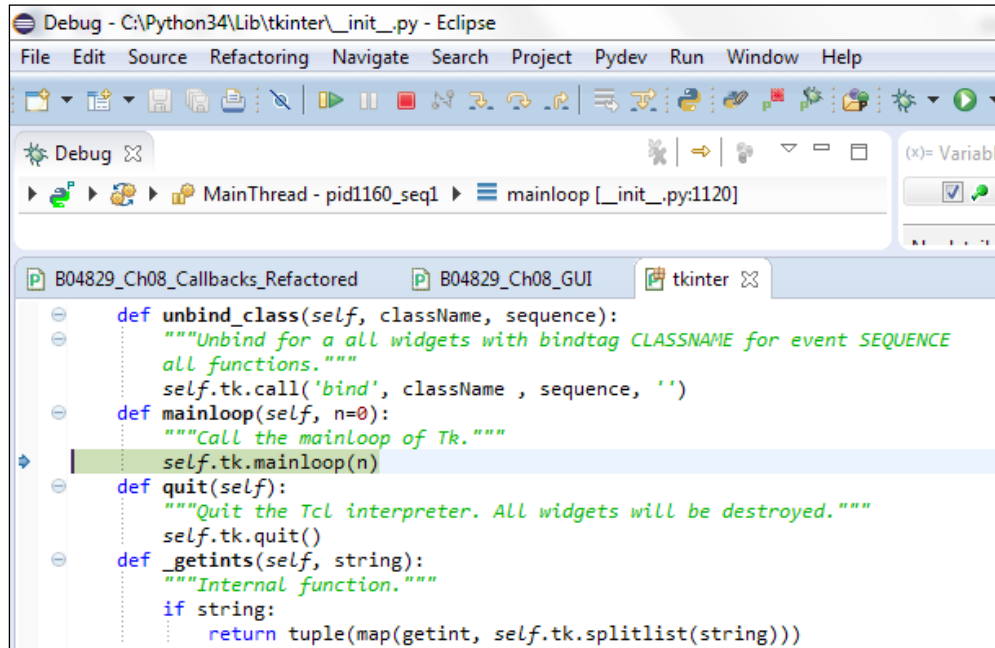 Debug - C:\Python34\Lib\tkinter\__init__.py - Eclipse
File Edit Source Refactoring Navigate Search Project Pydev Run Window Help
Debug
(x)= Variabl
MainThread - pid1160_seq1 mainloop [__init__.py:1120]
B04829_Ch08_Callbacks_Refactored B04829_Ch08_GUI tkinter
def unbind_class(self, className, sequence):
"""Unbind for a all widgets with bindtag CLASSNAME for event SEQUENCE
all functions."""
self.tk.call('bind', className , sequence, '')
def mainloop(self, n=0):
"""Call the mainloop of Tk."""
self.tk.mainloop(n)
def quit(self):
"""Quit the Tcl interpreter. All widgets will be destroyed."""
self.tk.quit()
def _getints(self, string):
"""Internal function."""
if string:
return tuple(map(getint, self.tk.splitlist(string)))